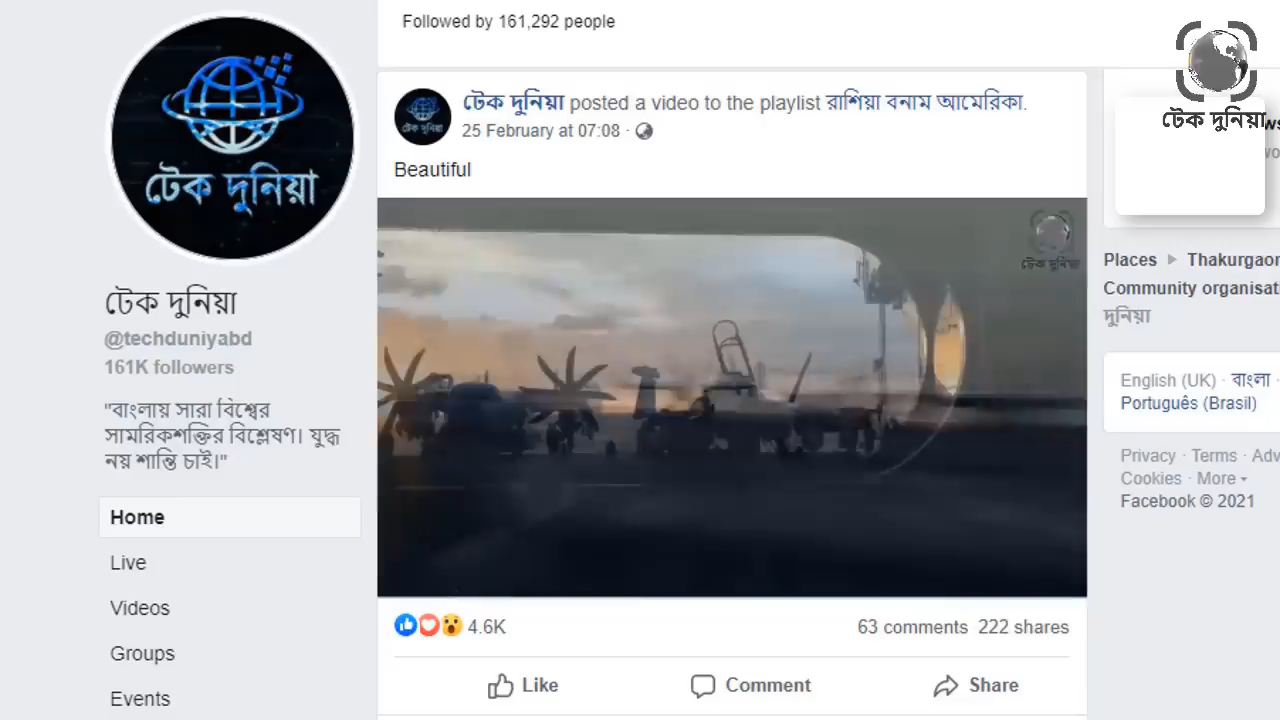 Followed by 161,292 people
টেক দুনিয়া
টেক দুনিয়া posted a video to the playlist রাশিয়া বনাম আমেরিকা.
টেক দুনিয়া
25 February at 07:08 ·
Beautiful
টেক দুনিয়া
টেক দুনিয়া
টেক দুনিয়া
@techduniyabd
161K followers
"বাংলায় সারা বিশ্বের
সামরিকশক্তির বিশ্লেষণ। যুদ্ধ
নয় শান্তি চাই।"
Home
Live
Videos
Groups
Events
4.6K
63 comments 222 shares
Like Comment Share
Places
Community organisat
দুনিয়া
English (UK) · বাংলা ·
Português (Brasil)
Privacy · Terms · Adv
Cookies · More
Facebook © 2021